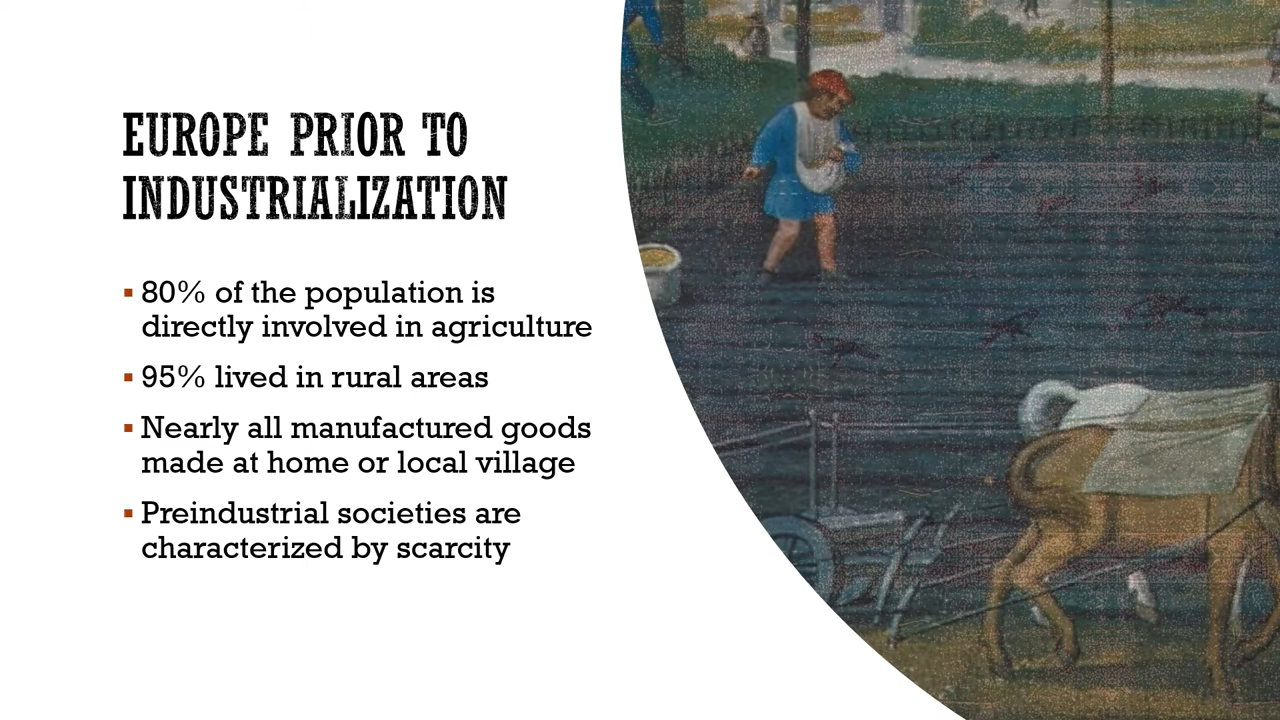 EUROPE PRIOR TO
INDUSTRIALIZATION
▪ 80% of the population is
directly involved in agriculture
▪ 95% lived in rural areas
▪ Nearly all manufactured goods
made at home or local village
▪ Preindustrial societies are
characterized by scarcity